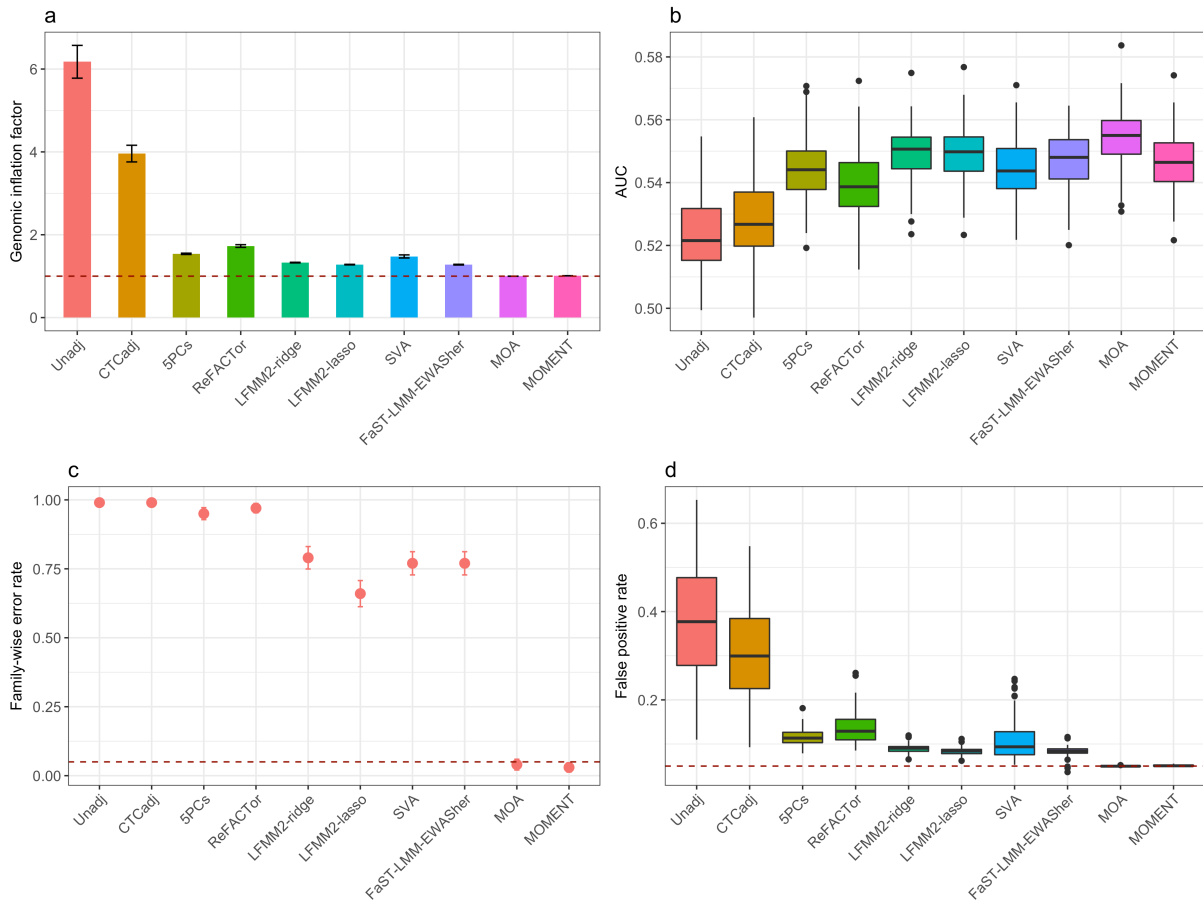 a
Genomic inflation factor
6
4
2
0
Unadj
CTCadj
5PCs
ReFACTor
LFMM2-ridge
LFMM2-lasso
SVA
FaST-LMM-EWASher
MOA
MOMENT
b
AUC
0.58
0.56
0.54
0.52
0.50
Unadj
CTCadj
5PCs
ReFACTor
LFMM2-ridge
LFMM2-lasso
SVA
FaST-LMM-EWASher
MOA
MOMENT
c
Family-wise error rate
1.00
0.75
0.50
0.25
0.00
Unadj
CTCadj
5PCs
ReFACTor
LFMM2-ridge
LFMM2-lasso
SVA
FaST-LMM-EWASher
MOA
MOMENT
d
False positive rate
0.6
0.4
0.2
Unadj
CTCadj
5PCs
ReFACTor
LFMM2-ridge
LFMM2-lasso
SVA
FaST-LMM-EWASher
MOA
MOMENT